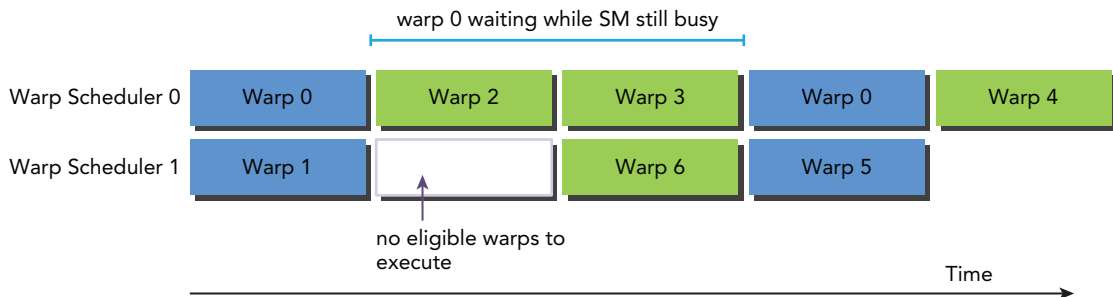 warp 0 waiting while SM still busy
Warp Scheduler 0
Warp 0
Warp 2
Warp 3
Warp 0
Warp 4
Warp Scheduler 1
Warp 1
Warp 6
Warp 5
no eligible warps to
execute
Time